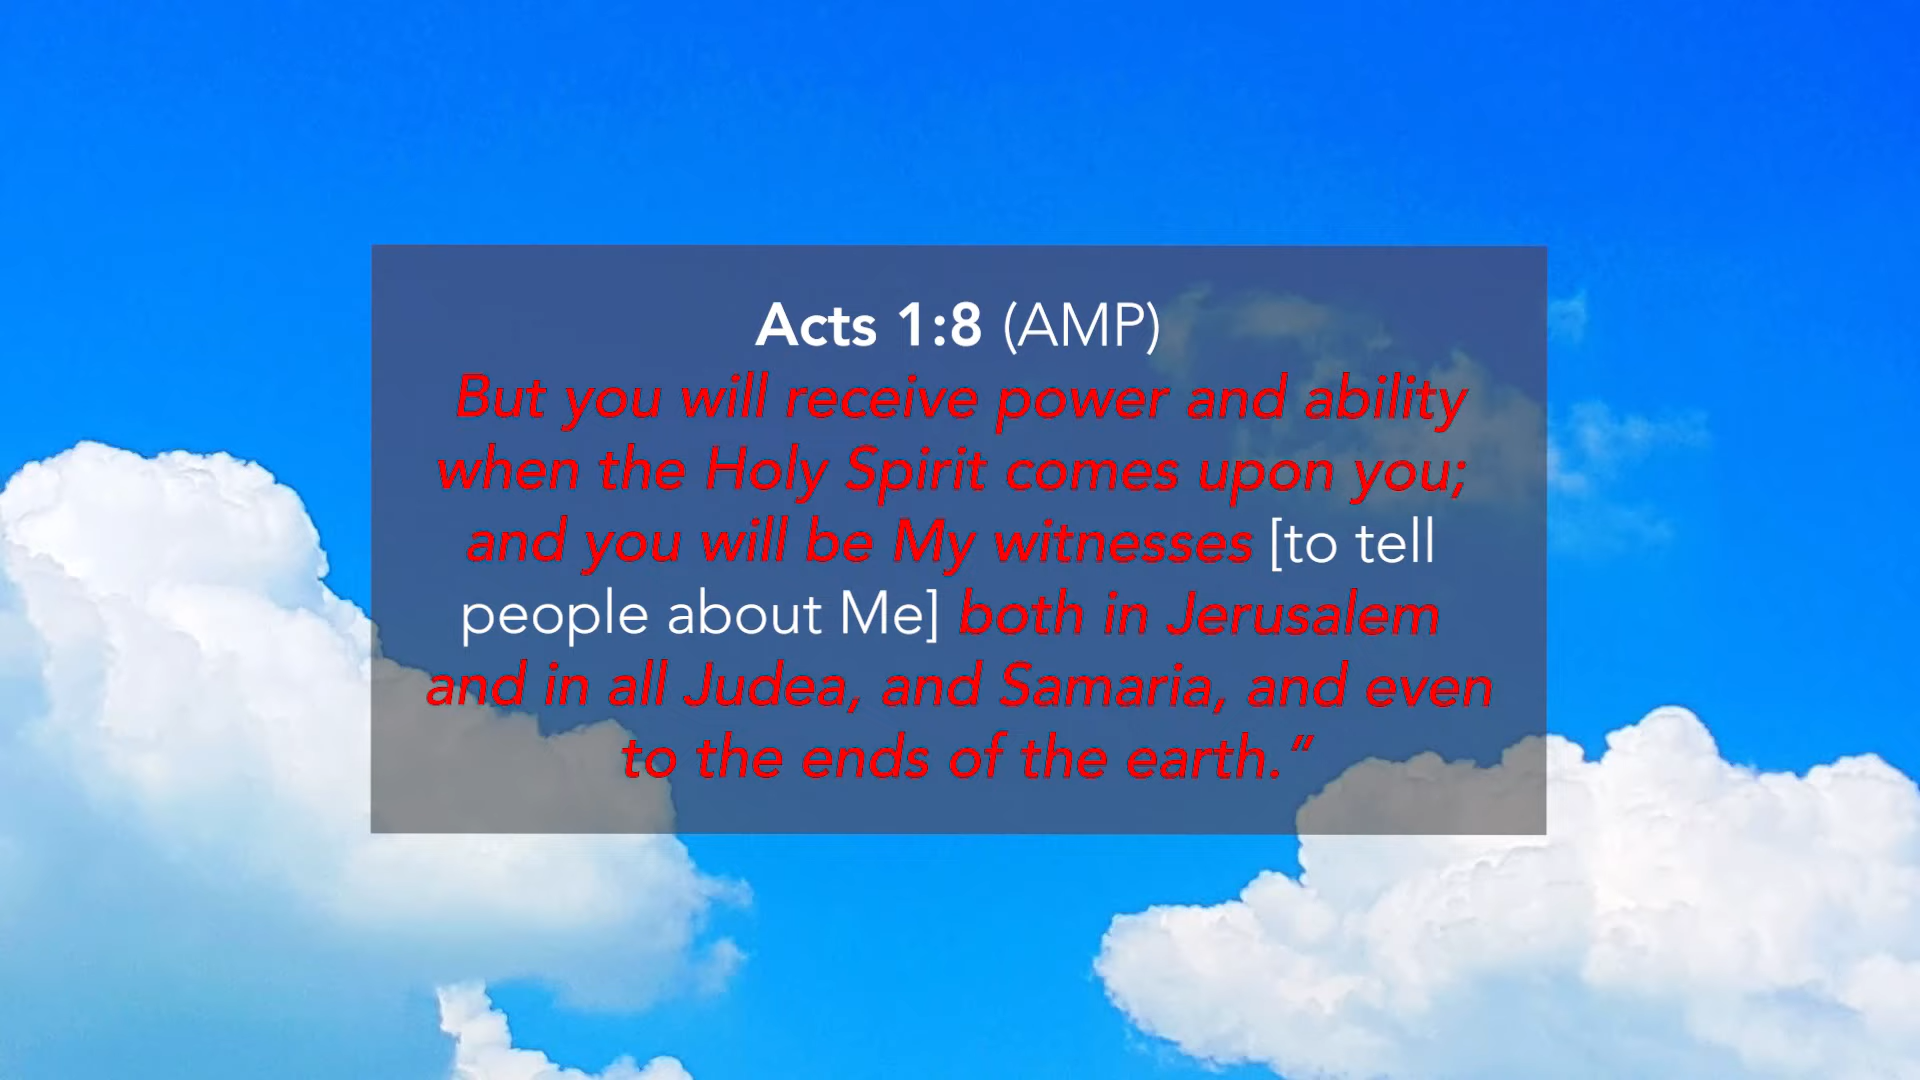 Acts 1:8 (AMP)
But you will receive power and ability
when the Holy Spirit comes upon you;
and you will be My witnesses [to tell
people about Me] both in Jerusalem
and in all Judea, and Samaria, and even
to the ends of the earth.”